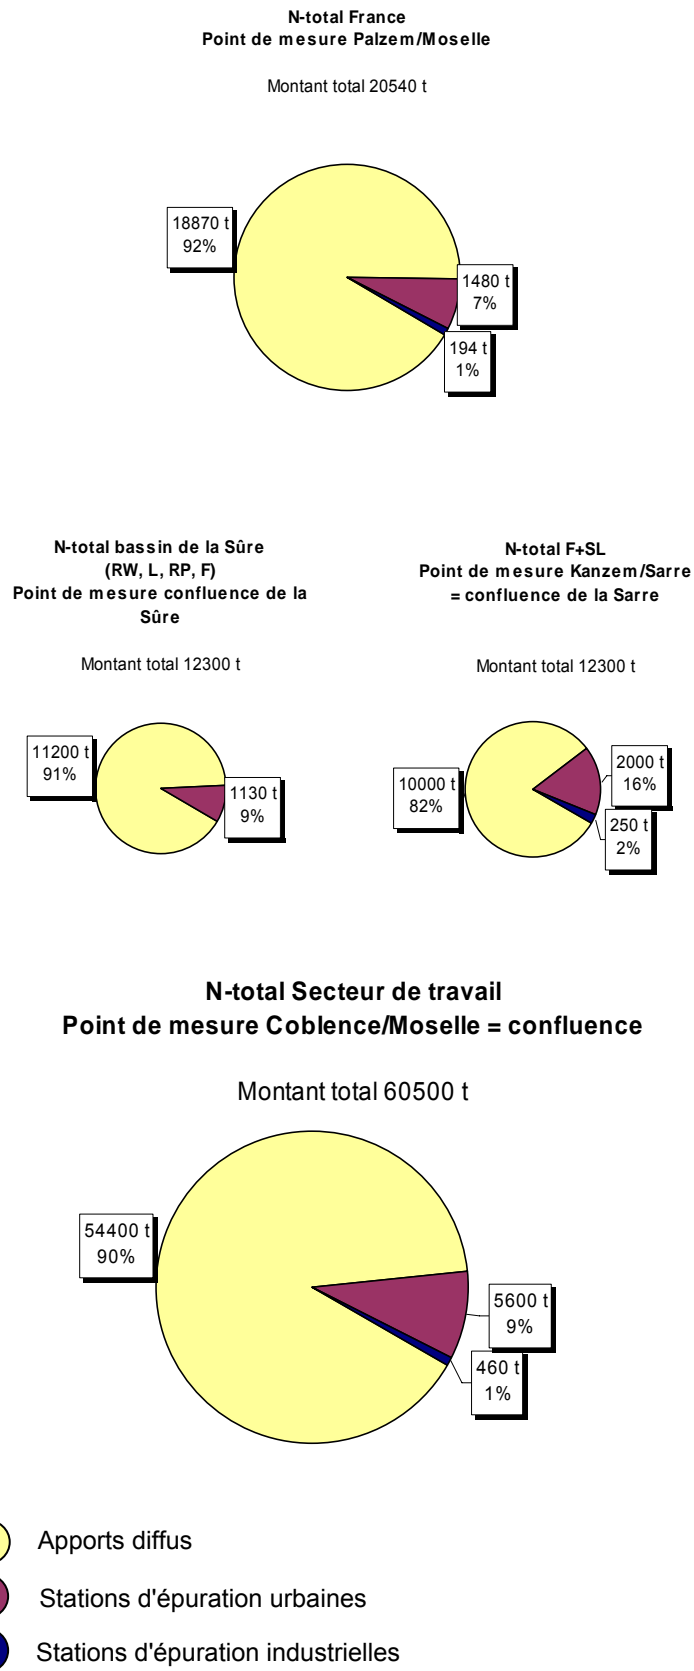 N-total France
Point de mesure Palzem/Moselle
Montant total 20540 t
18870 t
92%
1480 t
7%
194 t
1%
N-total bassin de la Sûre
(RW, L, RP, F)
Point de mesure confluence de la
Sûre
Montant total 12300 t
11200 t
91%
1130 t
9%
N-total F+SL
Point de mesure Kanzem/Sarre
= confluence de la Sarre
Montant total 12300 t
10000 t
82%
2000 t
16%
250 t
2%
N-total Secteur de travail
Point de mesure Coblence/Moselle = confluence
Montant total 60500 t
54400 t
90%
5600 t
9%
460 t
1%
Apports diffus
Stations d'épuration urbaines
Stations d'épuration industrielles